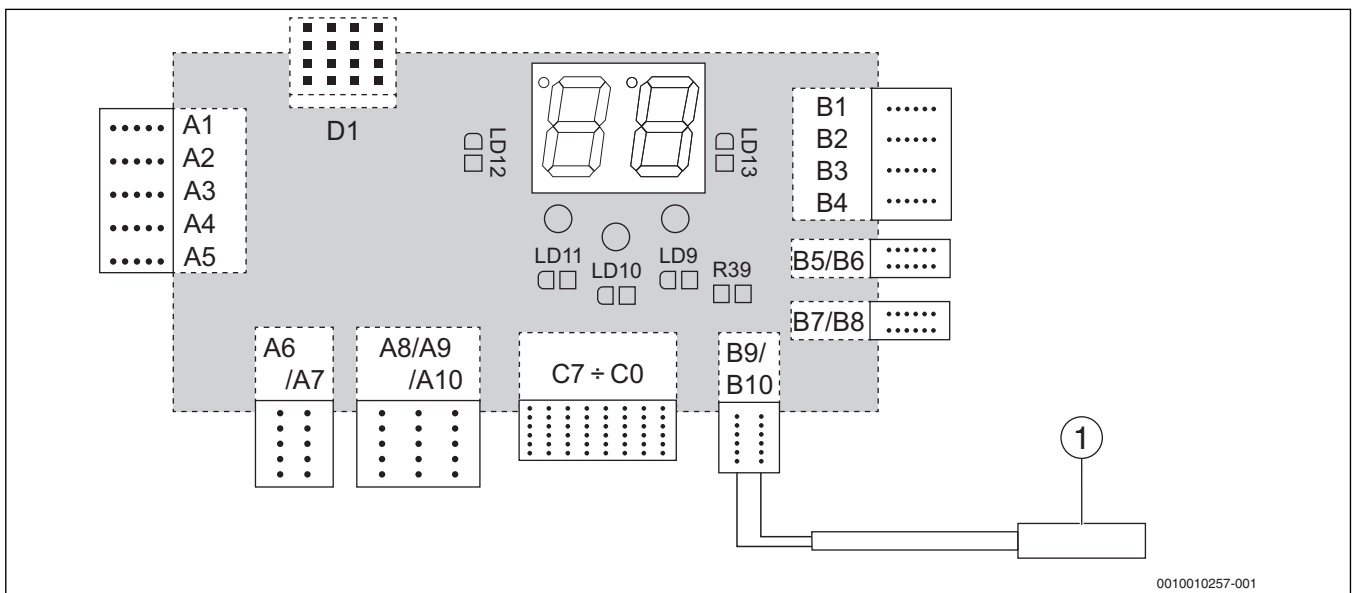 D1
A1
A2
A3
A4
A5
LD12
LD13
B1
B2
B3
B4
LD11
LD10
LD9
R39
B5/B6
B7/B8
A6
/A7
A8/A9
/A10
C7 ÷ C0
B9/
B10
1
0010010257-001